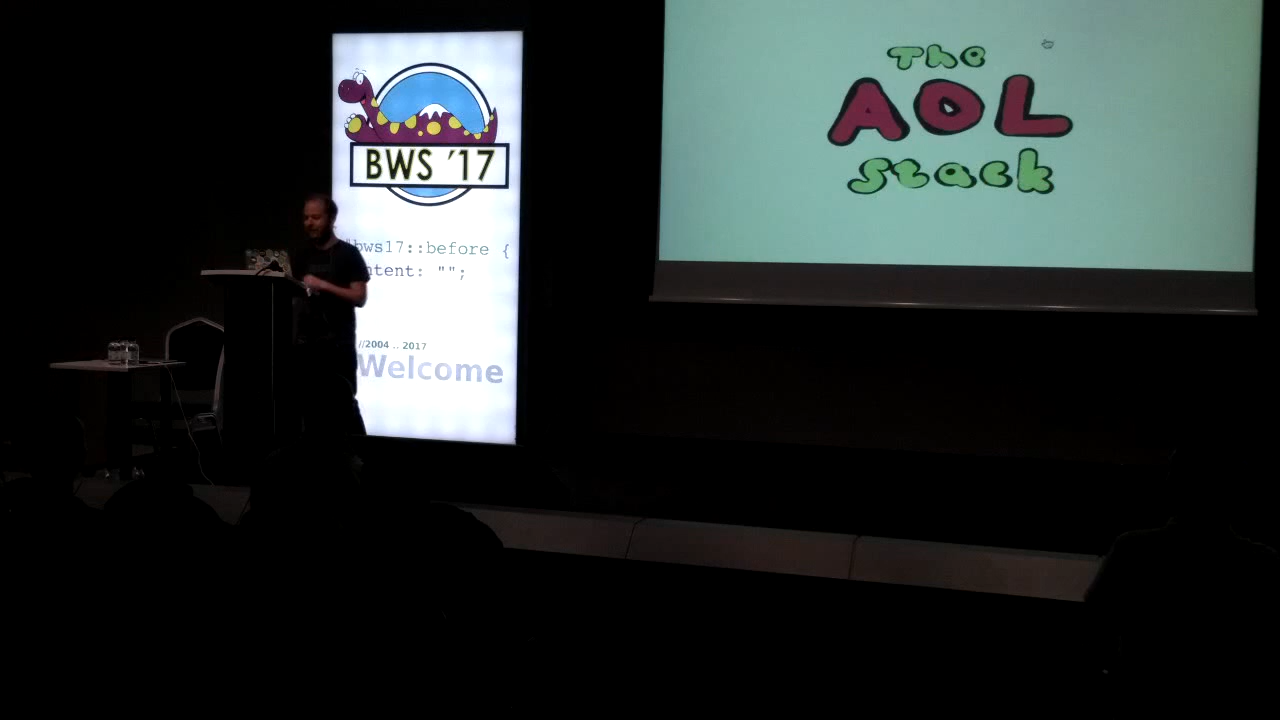 BWS '17
bws17::before {
ntent: "";
//2004 .. 2017
Welcome
The
AOL
Stack